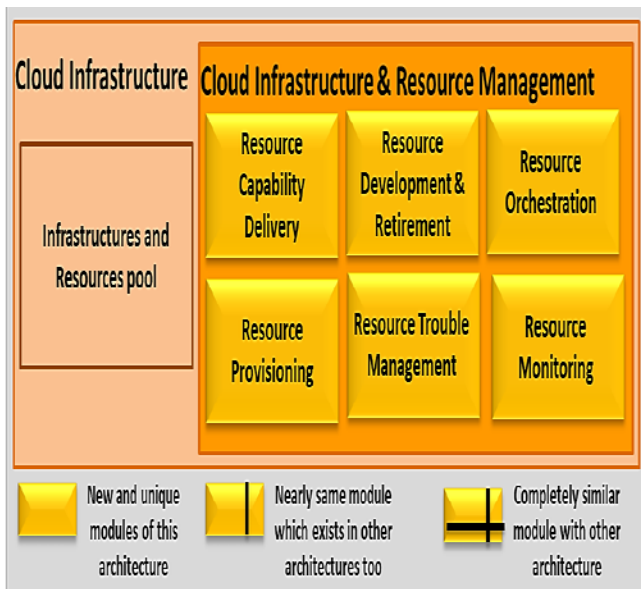 Cloud Infrastructure
Cloud Infrastructure & Resource Management
Infrastructures and
Resources pool
Resource
Capability
Delivery
Resource
Development &
Retirement
Resource
Orchestration
Resource
Provisioning
Resource Trouble
Management
Resource
Monitoring
New and unique
modules of this
architecture
Nearly same module
which exists in other
architectures too
Completely similar
module with other
architecture